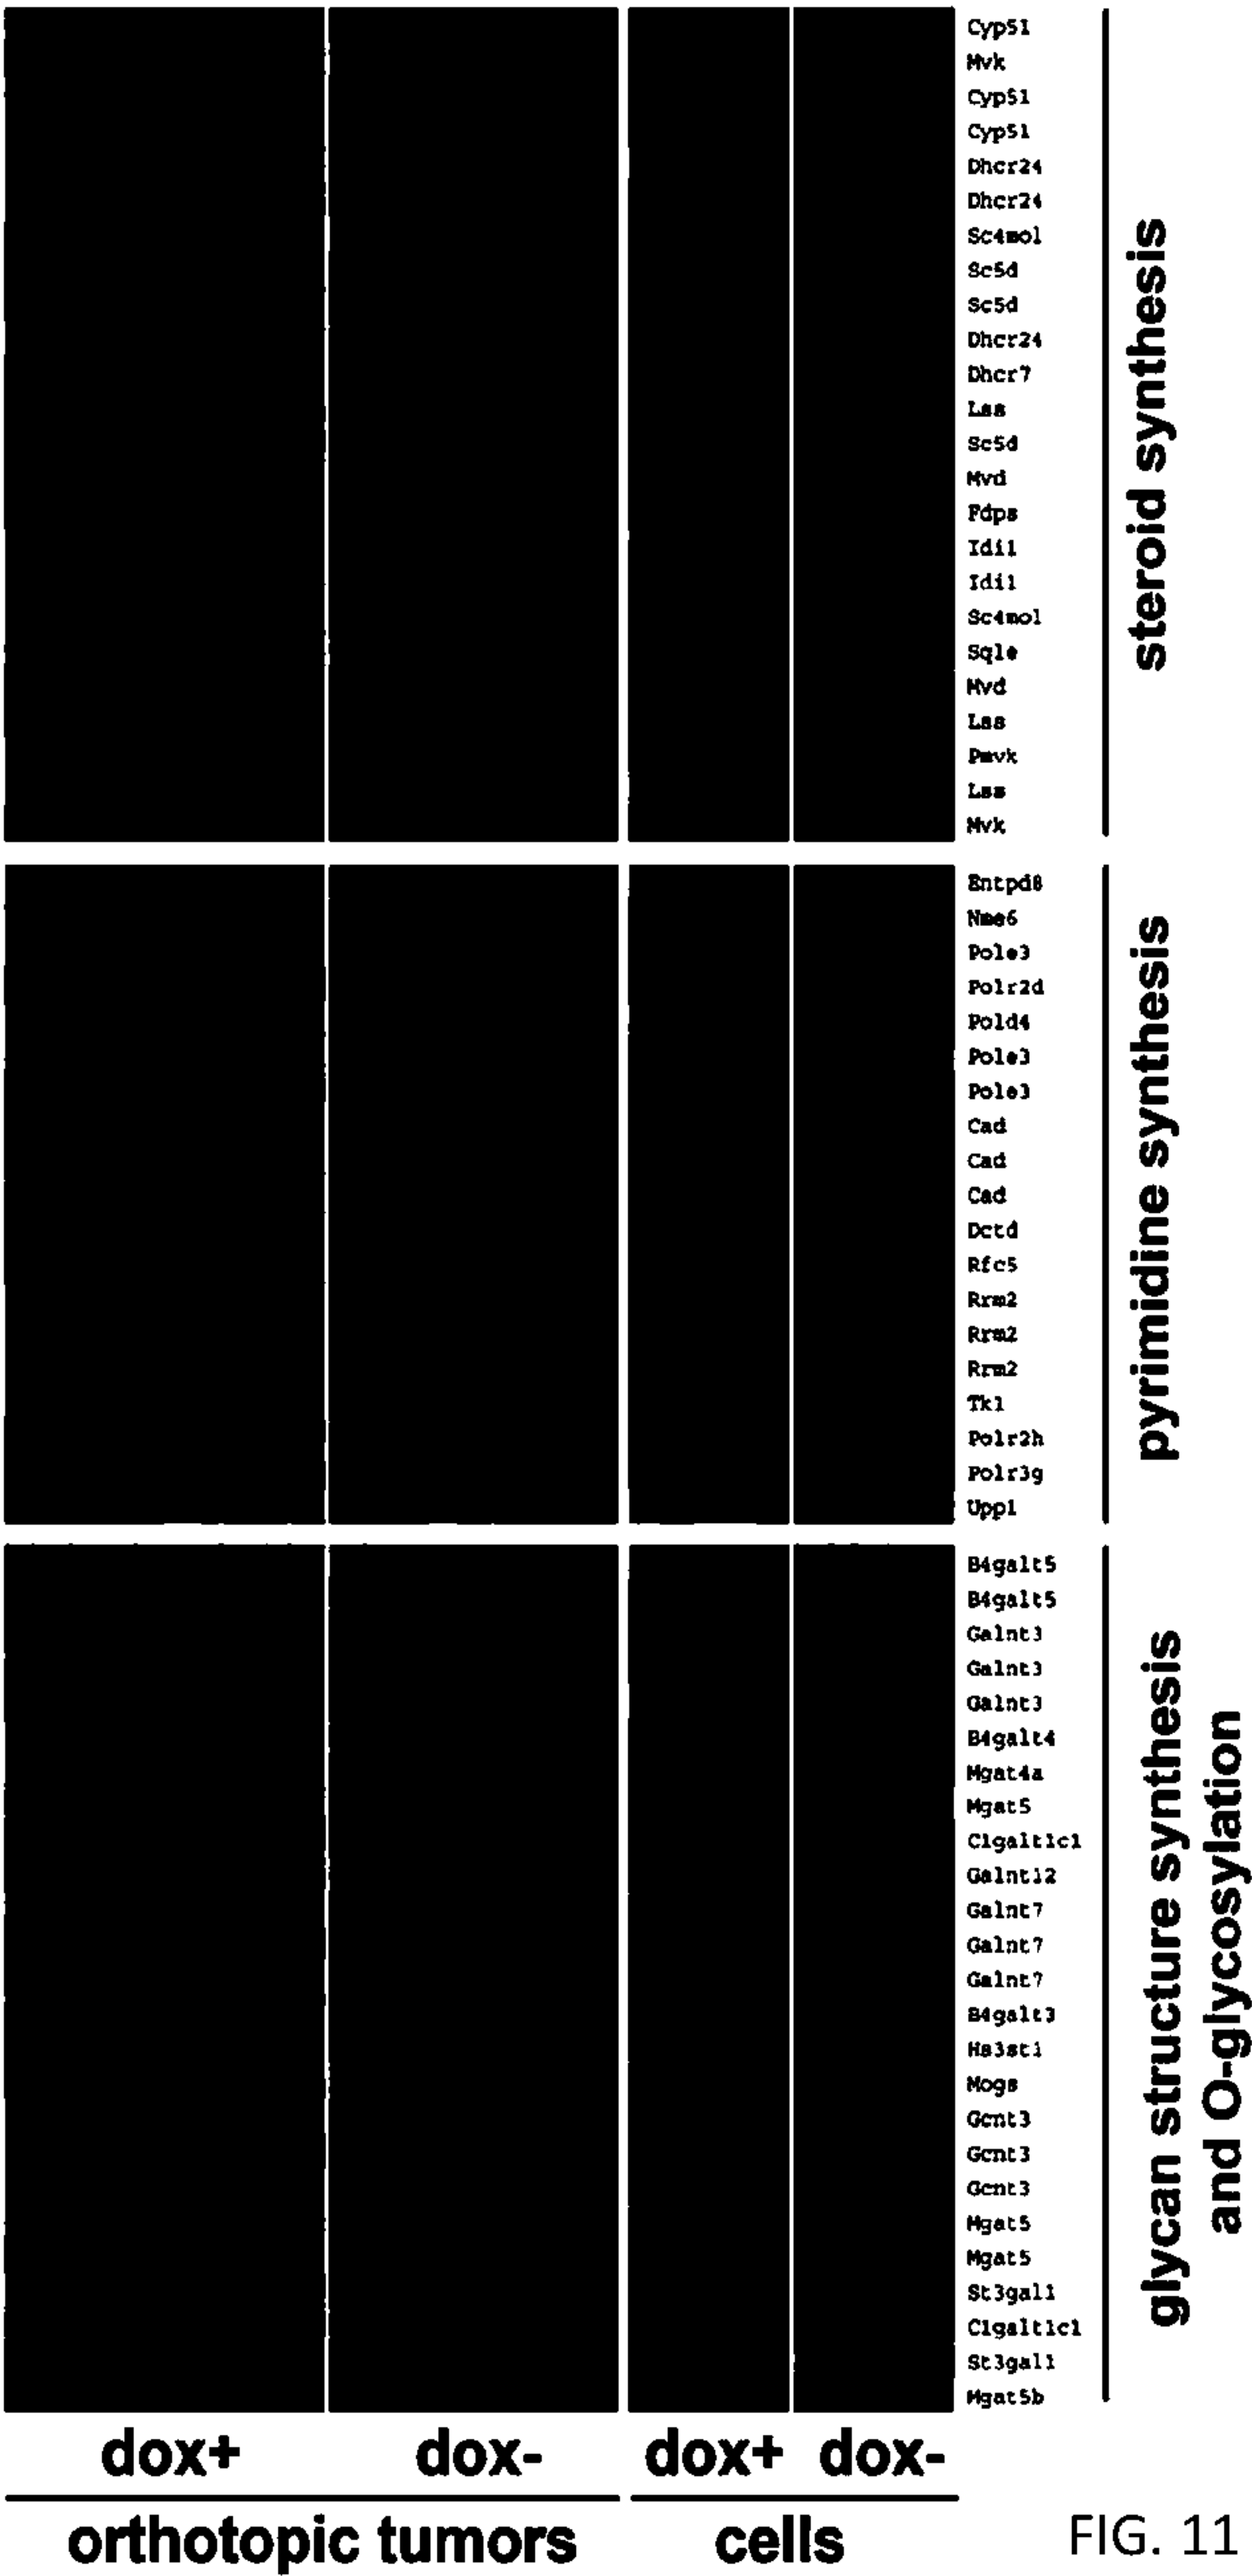 Cyp51
Mvk
Cyp51
Cyp51
Dhcr24
Dhcr24
Sc4mol
Sc5d
Sc5d
Dhcr24
Dhcr7
Lss
Sc5d
Mvd
Fdps
Idi1
Idi1
Sc4mol
Sqle
Mvd
Lss
Pmvk
Lss
Mvk
steroid synthesis
Entpd8
Nme6
Pole3
Polr2d
Pold4
Pole3
Pole3
Cad
Cad
Cad
Dctd
Rfc5
Rrm2
Rrm2
Rrm2
Tk1
Polr2h
Polr3g
Upp1
pyrimidine synthesis
B4galt5
B4galt5
Galnt3
Galnt3
Galnt3
B4galt4
Mgat4a
Mgat5
C1galt1c1
Galnt12
Galnt7
Galnt7
Galnt7
B4galt3
Hs3st1
Mogs
Gcnt3
Gcnt3
Gcnt3
Mgat5
Mgat5
St3gal1
C1galt1c1
St3gal1
Mgat5b
glycan structure synthesis
and O-glycosylation
dox+ dox- dox+ dox-
orthotopic tumors cells
FIG. 11